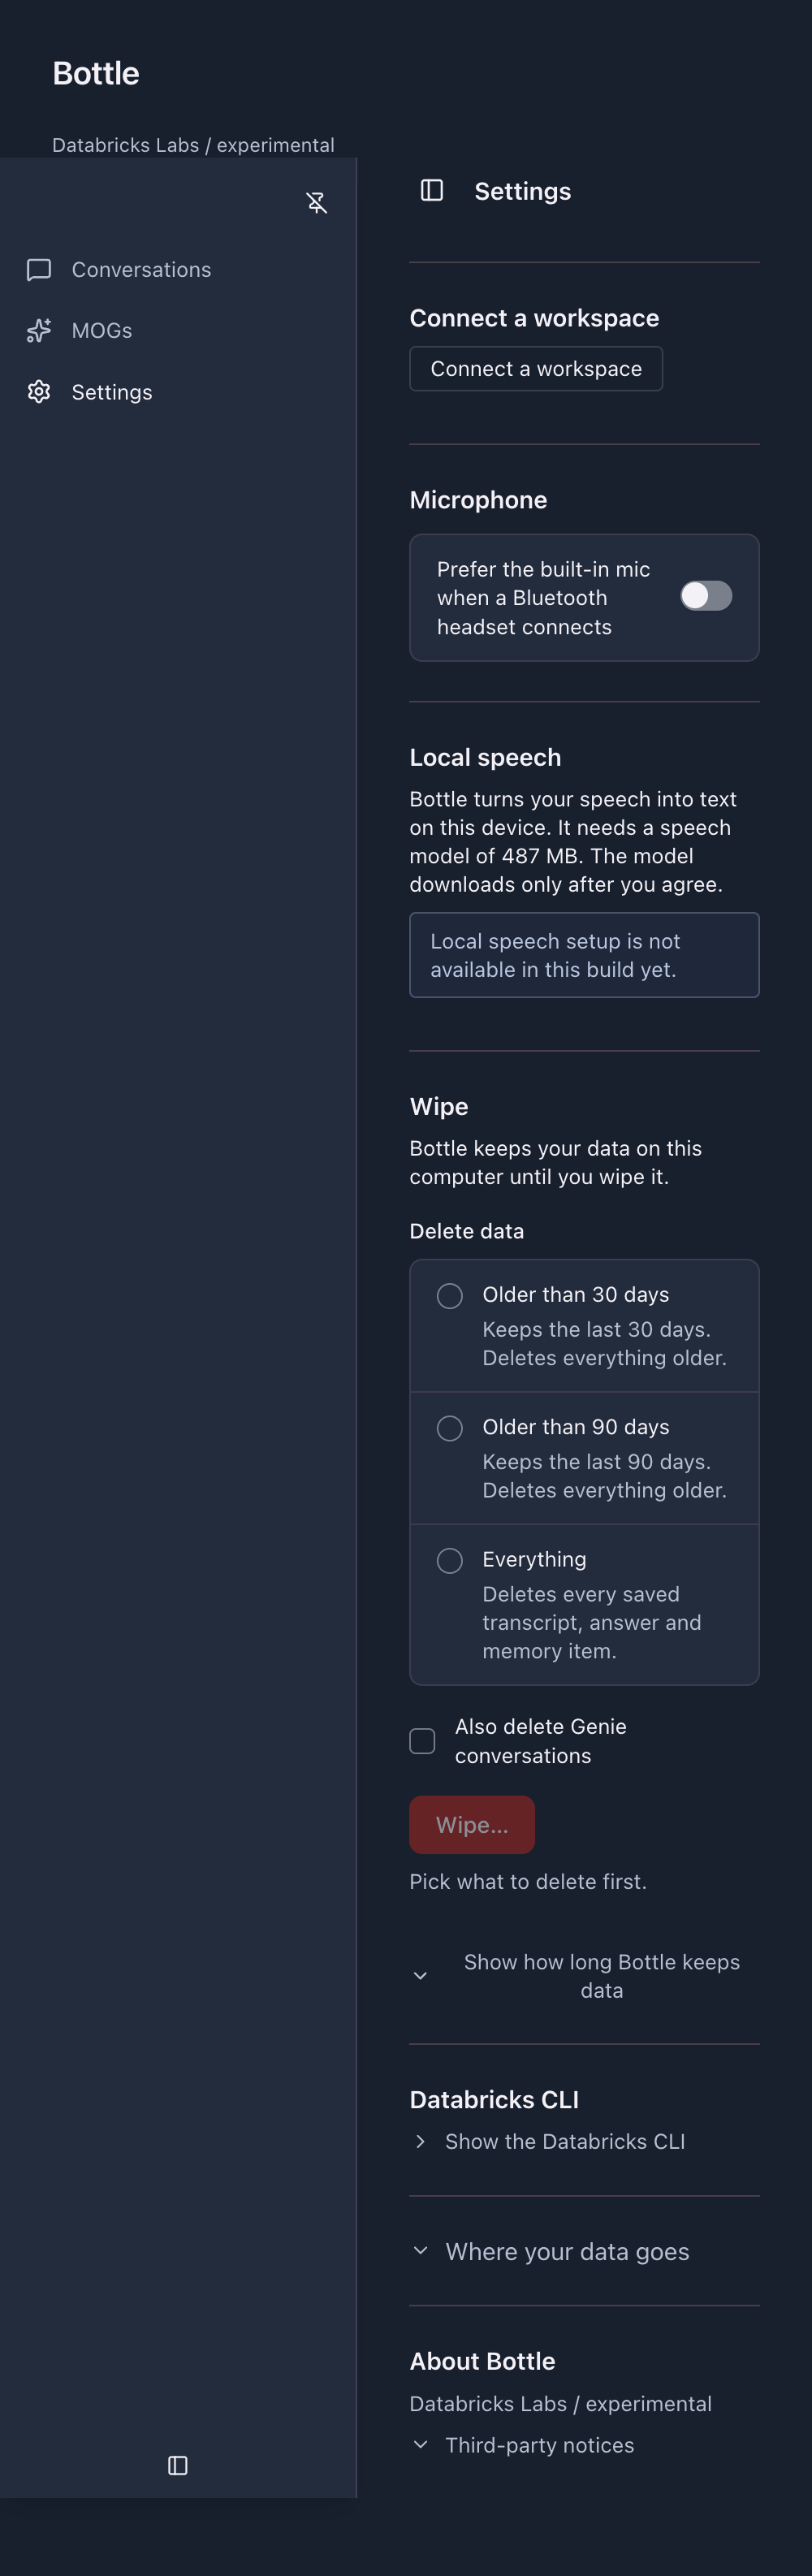 Bottle
Databricks Labs / experimental
Conversations
MOGs
Settings
Settings
Connect a workspace
Connect a workspace
Microphone
Prefer the built-in mic
when a Bluetooth
headset connects
Local speech
Bottle turns your speech into text
on this device. It needs a speech
model of 487 MB. The model
downloads only after you agree.
Local speech setup is not
available in this build yet.
Wipe
Bottle keeps your data on this
computer until you wipe it.
Delete data
Older than 30 days
Keeps the last 30 days.
Deletes everything older.
Older than 90 days
Keeps the last 90 days.
Deletes everything older.
Everything
Deletes every saved
transcript, answer and
memory item.
Also delete Genie
conversations
Wipe...
Pick what to delete first.
Show how long Bottle keeps
data
Databricks CLI
Show the Databricks CLI
Where your data goes
About Bottle
Databricks Labs / experimental
Third-party notices